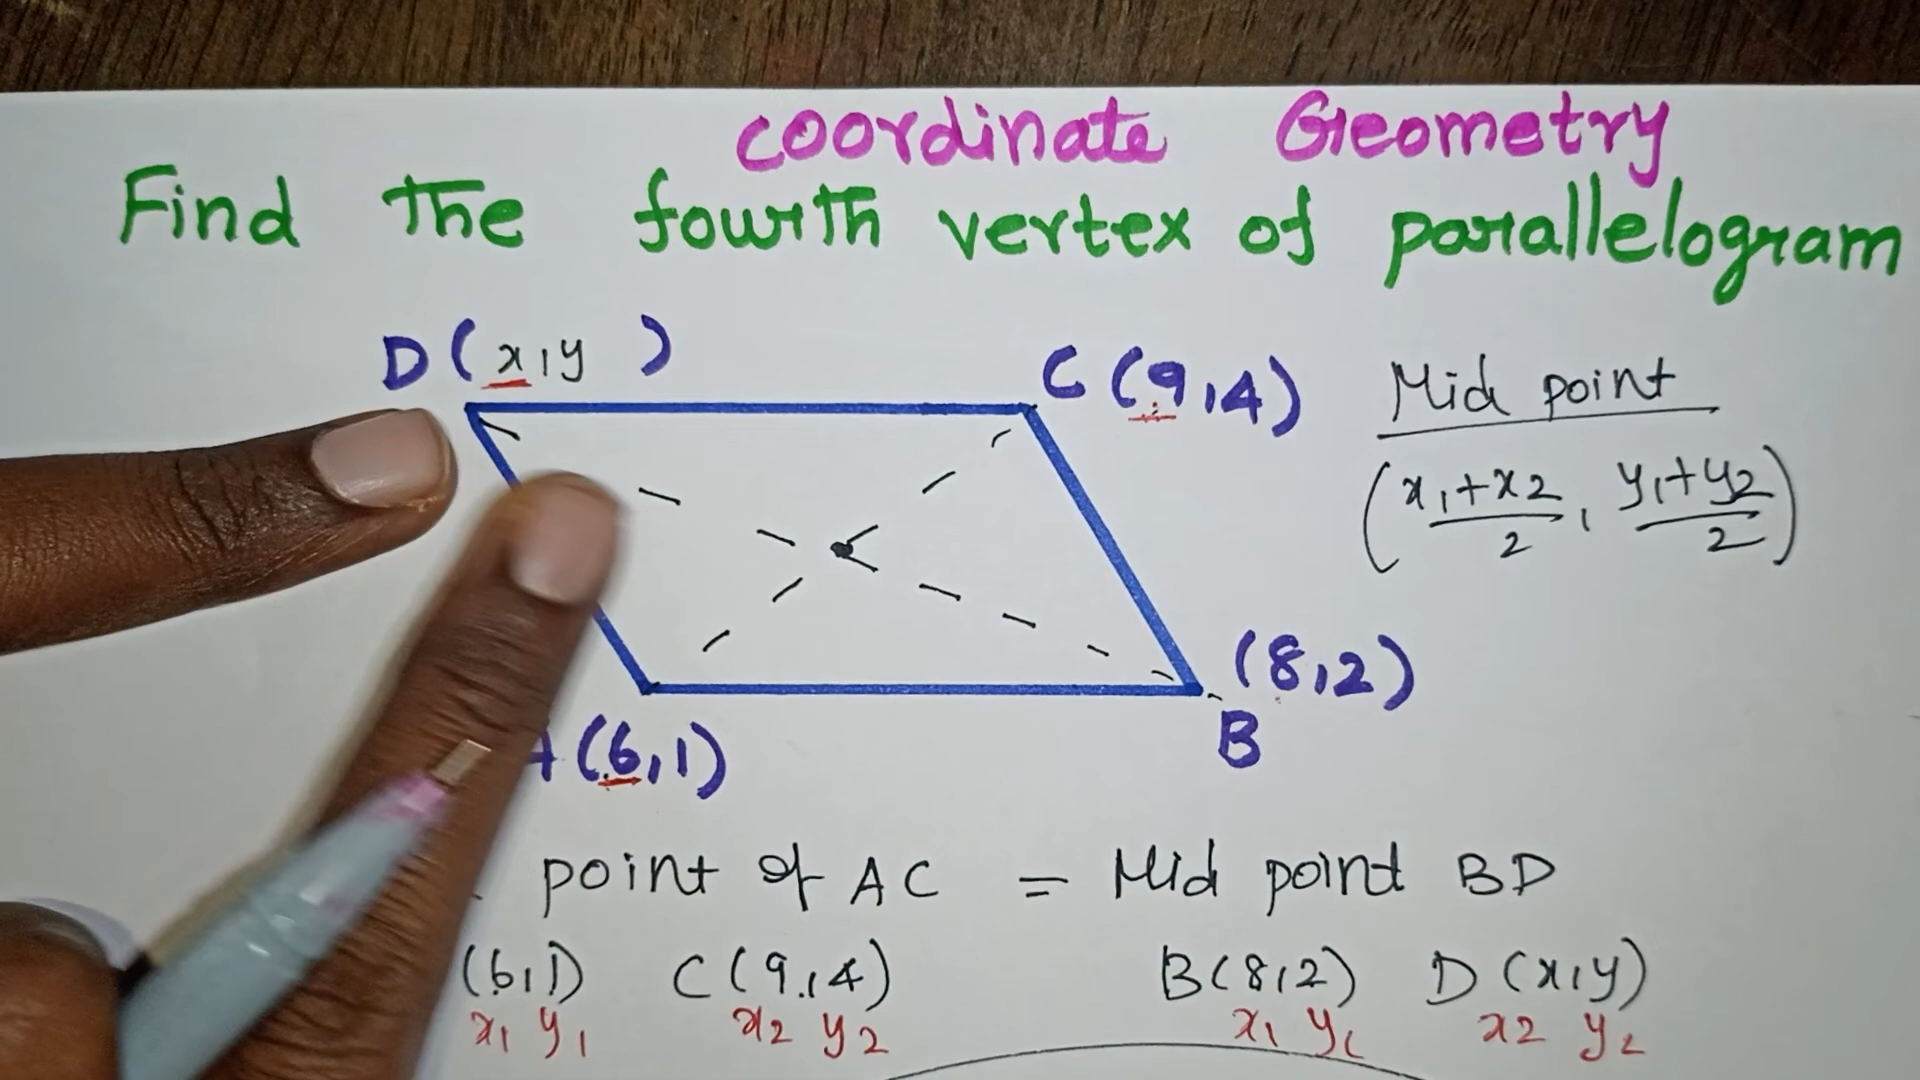 coordinate Geometry
Find the fourth vertex of parallelogram
D ( x, y )
C (9,4)
Mid point
(x1+x2/2, y1+y2/2)
(8,2)
B
A (6,1)
point of AC = Mid point BD
(6,1) C (9,4) B(8,2) D (x,y)
x1 y1 x2 y2 x1 x2 y2